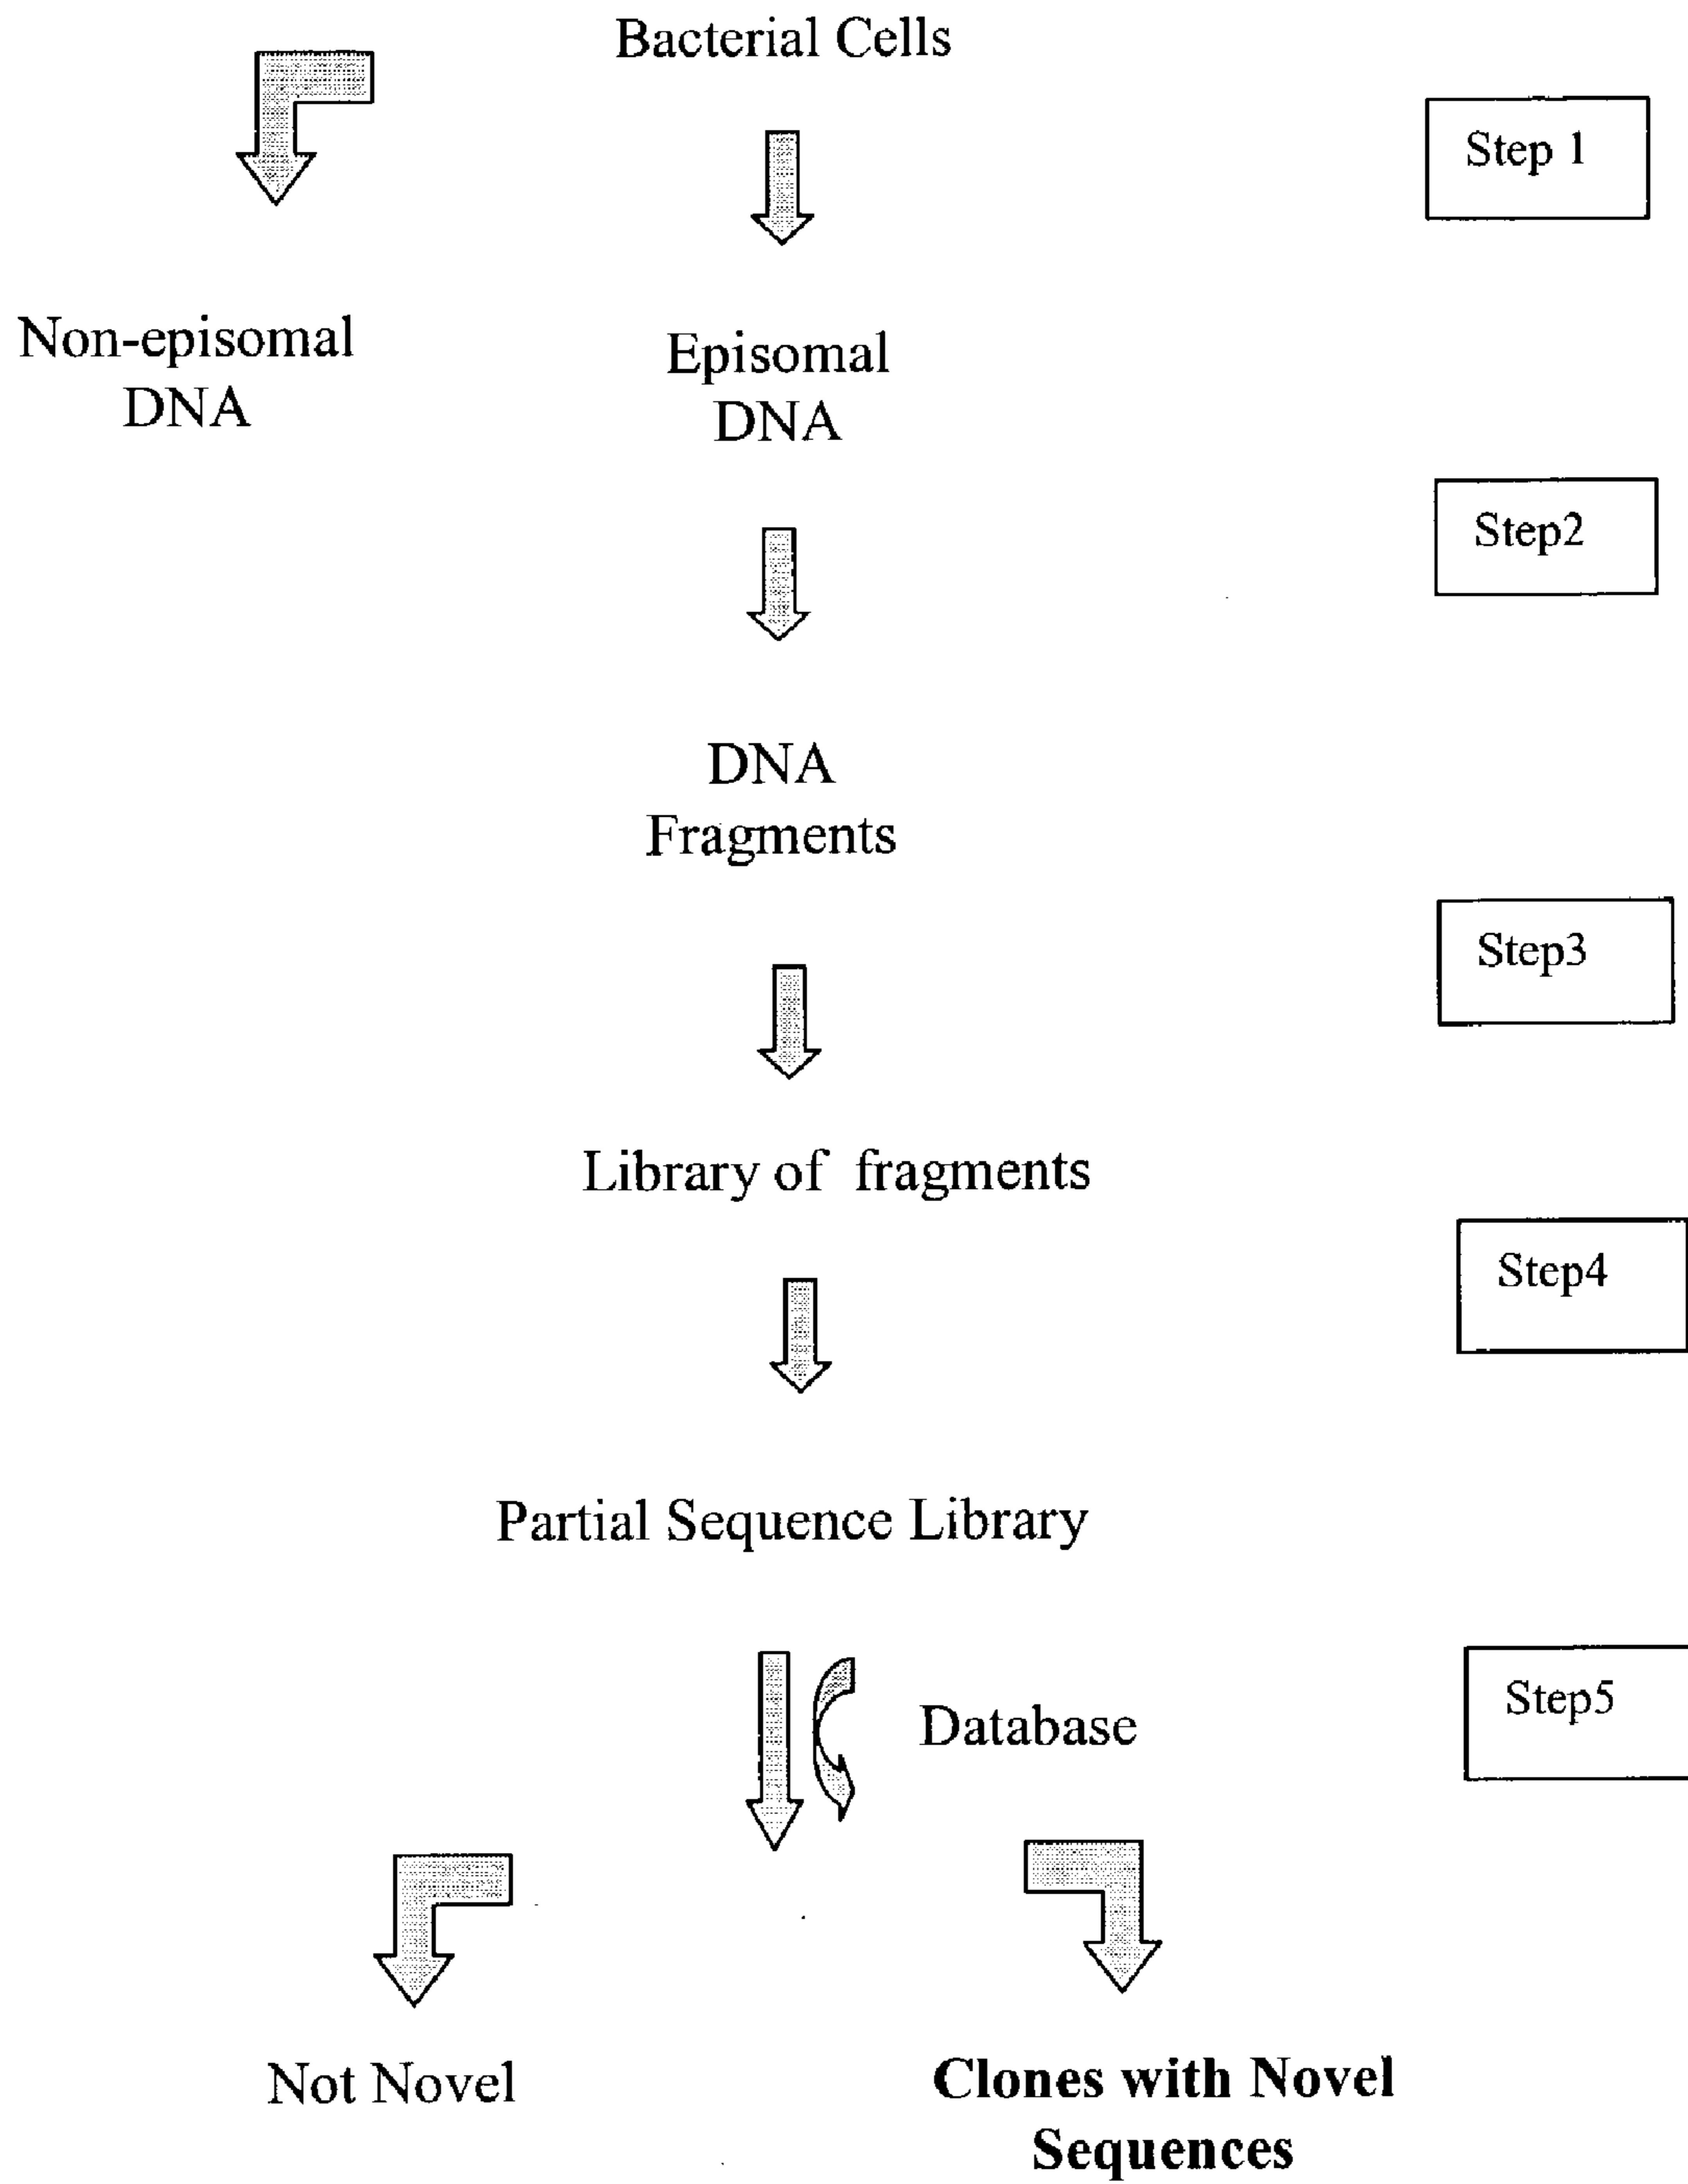 Bacterial Cells
Step 1
Non-episomal
DNA
Episomal
DNA
Step2
DNA
Fragments
Step3
Library of fragments
Step4
Partial Sequence Library
Database
Step5
Not Novel
Clones with Novel
Sequences